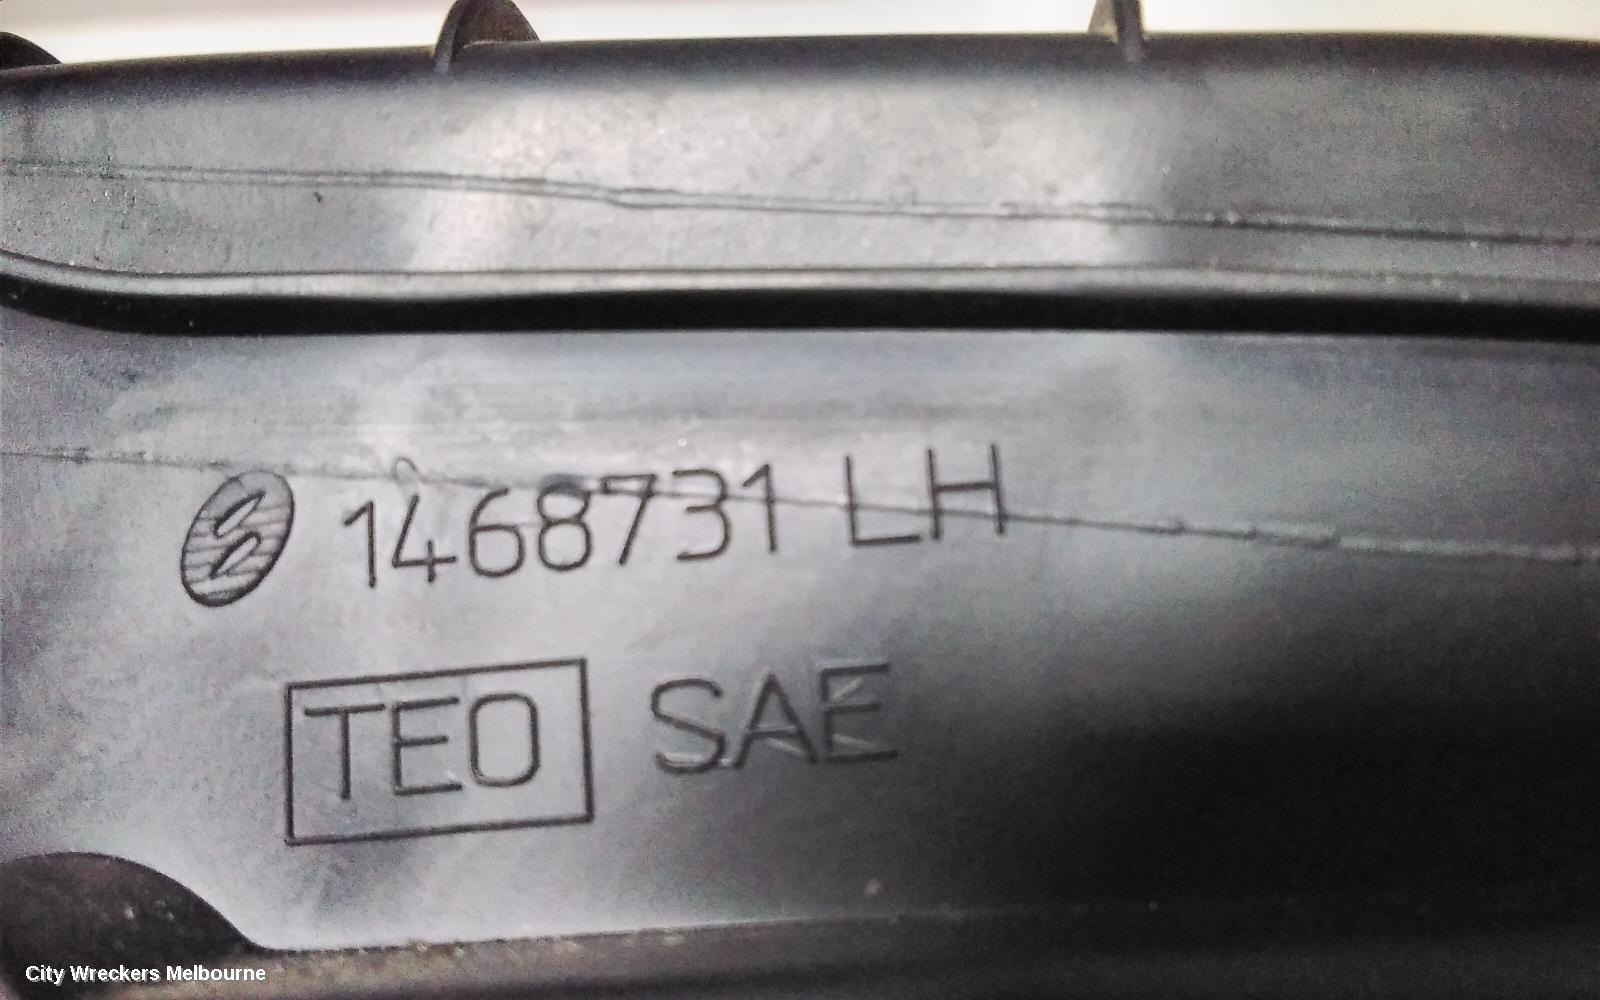 1468731 LH
TEO SAE
City Wreckers Melbourne